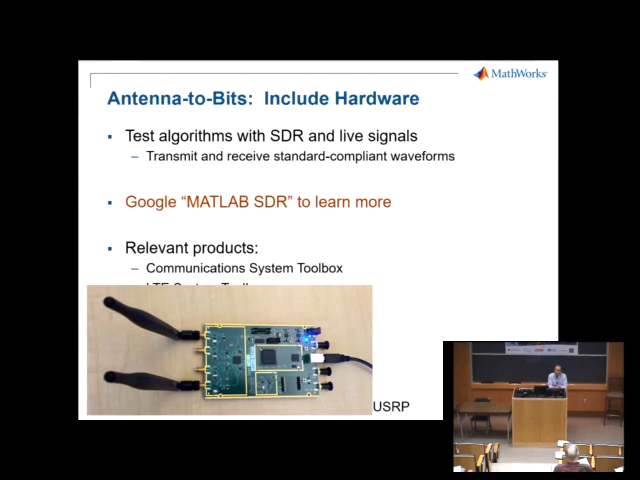 MathWorks
Antenna-to-Bits: Include Hardware
Test algorithms with SDR and live signals
– Transmit and receive standard-compliant waveforms
Google “MATLAB SDR” to learn more
Relevant products:
– Communications System Toolbox
USRP